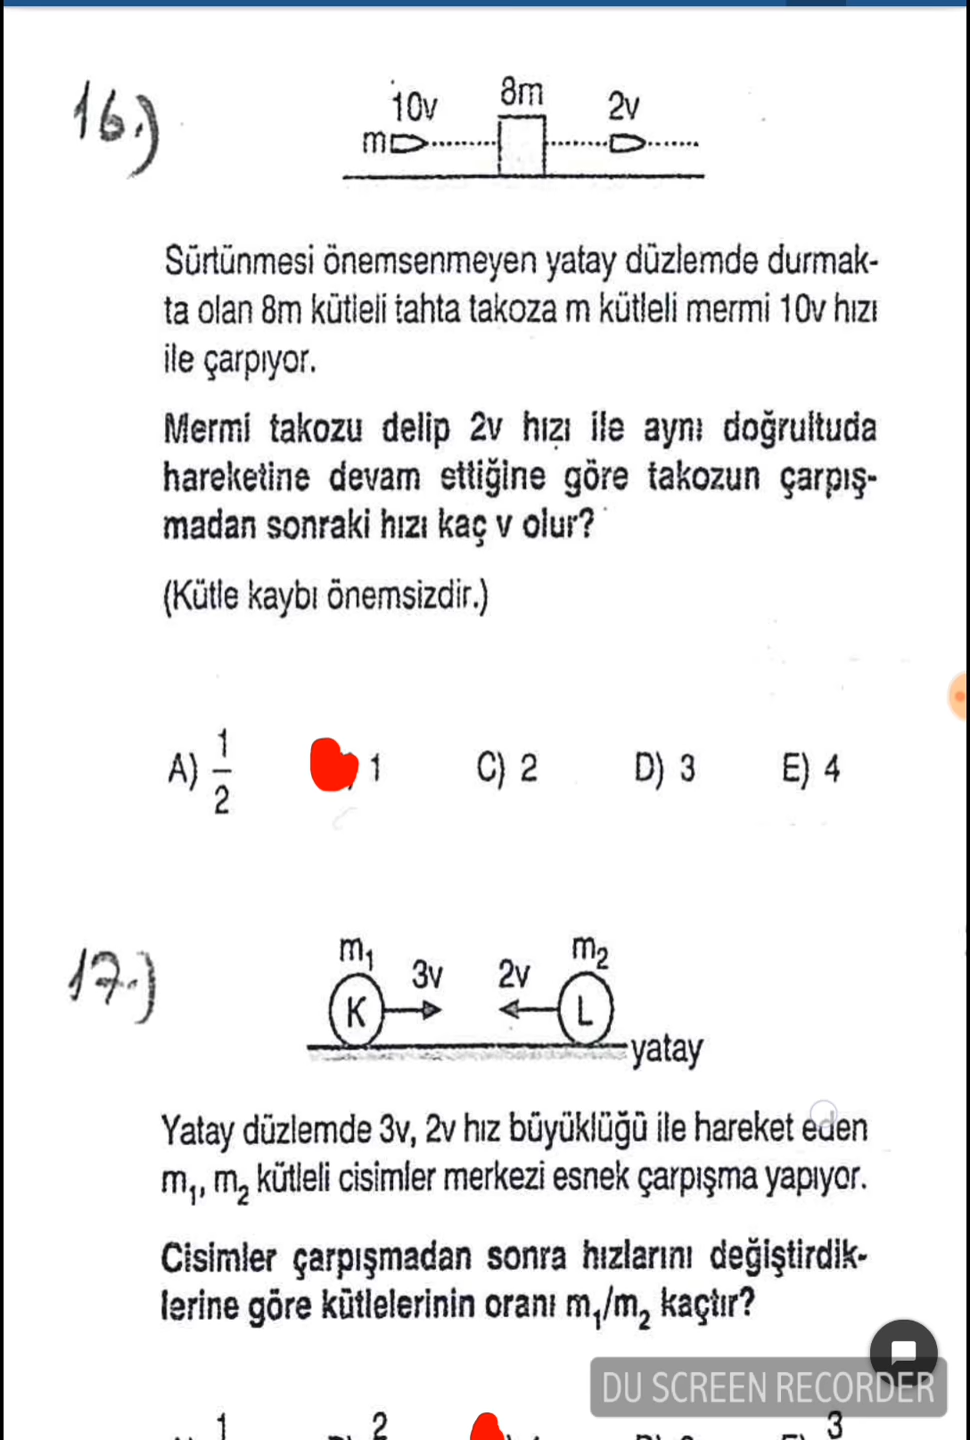 16.)
10v 8m 2v
m
Sürtünmesi önemsenmeyen yatay düzlemde durmak-
ta olan 8m kütleli tahta takoza m kütleli mermi 10v hızı
ile çarpıyor.
Mermi takozu delip 2v hızı ile aynı doğrultuda
hareketine devam ettiğine göre takozun çarpış-
madan sonraki hızı kaç v olur?
(Kütle kaybı önemsizdir.)
A) 1/2 ) 1 C) 2 D) 3 E) 4
17.)
m₁ 3v 2v m₂
K L
yatay
Yatay düzlemde 3v, 2v hız büyüklüğü ile hareket eden
m₁, m₂ kütleli cisimler merkezi esnek çarpışma yapıyor.
Cisimler çarpışmadan sonra hızlarını değiştirdik-
lerine göre kütlelerinin oranı m₁/m₂ kaçtır?
DU SCREEN RECORDER
1 2 3